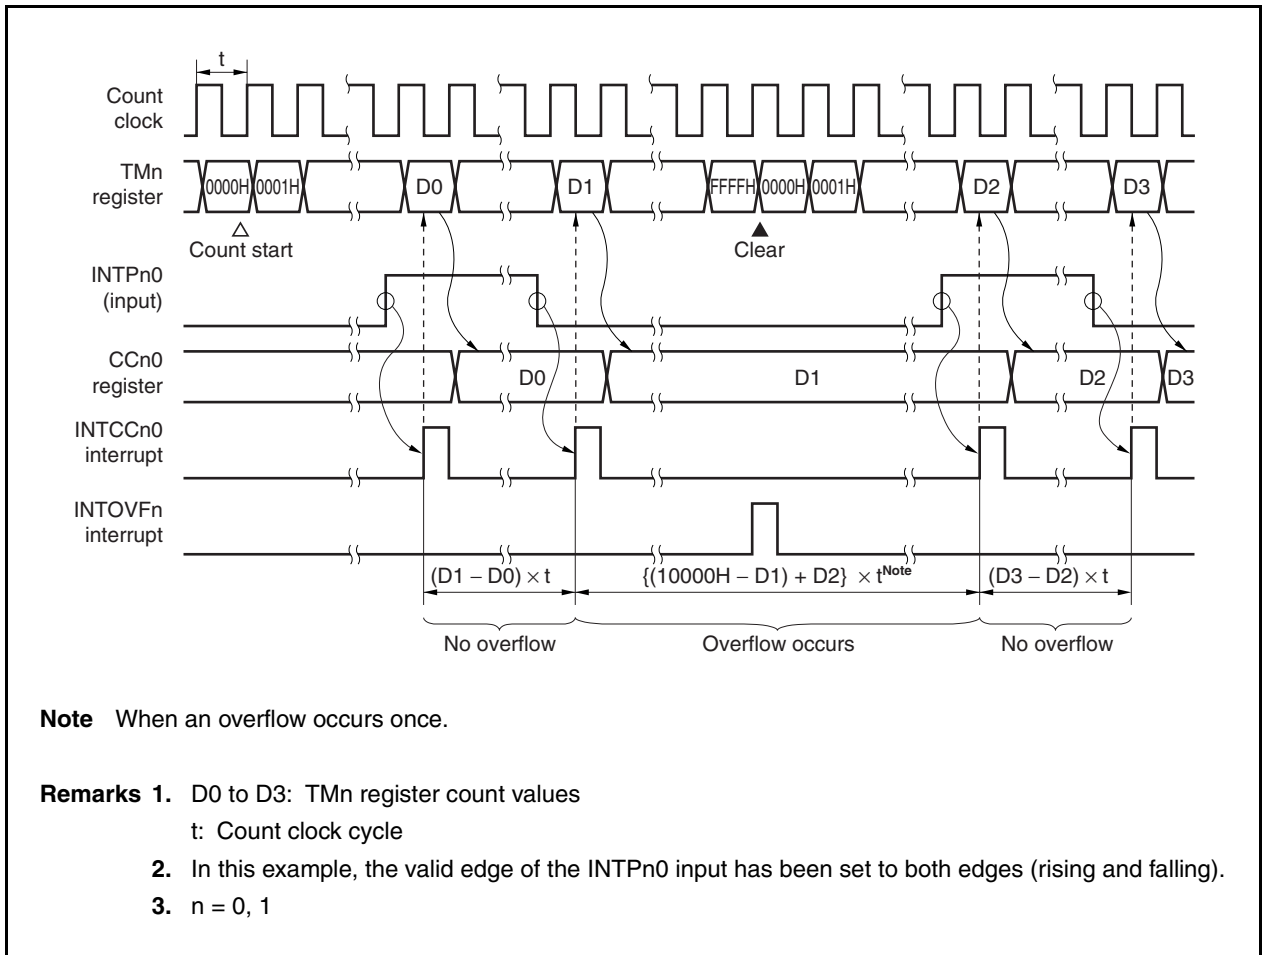 t
Count
clock
TMn
register
0000H 0001H D0 D1 FFFFH 0000H 0001H D2 D3
Count start
Clear
INTPn0
(input)
CCn0
register
D0 D1 D2 D3
INTCCn0
interrupt
INTOVFn
interrupt
(D1 − D0) × t {(10000H − D1) + D2} × tNote (D3 − D2) × t
No overflow Overflow occurs No overflow
Note When an overflow occurs once.
Remarks 1. D0 to D3: TMn register count values
t: Count clock cycle
2. In this example, the valid edge of the INTPn0 input has been set to both edges (rising and falling).
3. n = 0, 1